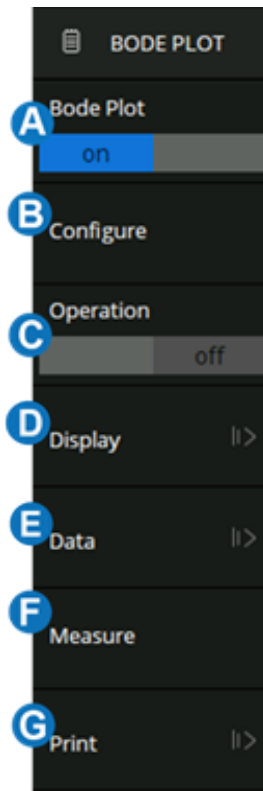 BODE PLOT
A
Bode Plot
on
B
Configure
C
Operation
off
D
Display
E
Data
F
Measure
G
Print